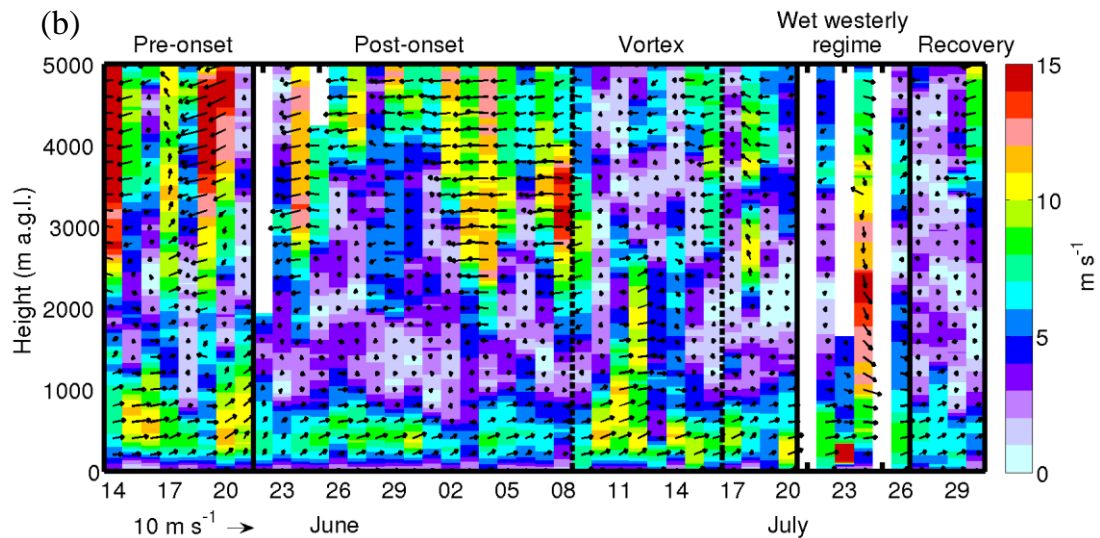 (b)
Pre-onset Post-onset Vortex Wet westerly regime Recovery
5000
4000
3000
2000
1000
0
Height (m a.g.l.)
14 17 20 23 26 29 02 05 08 11 14 17 20 23 26 29
10 m s⁻¹ → June July
15
10
5
0
m s⁻¹